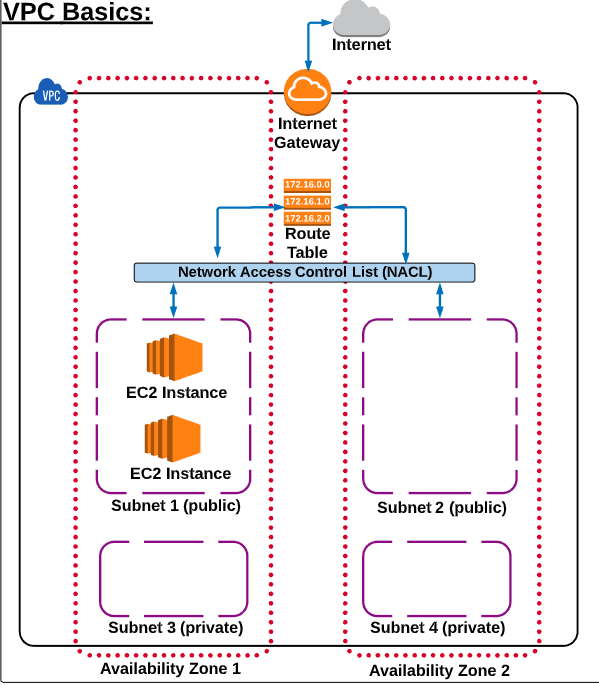 VPC Basics:
Internet
VPC
Internet
Gateway
172.16.0.0
172.16.1.0
172.16.2.0
Route
Table
Network Access Control List (NACL)
EC2 Instance
EC2 Instance
Subnet 1 (public)
Subnet 2 (public)
Subnet 3 (private)
Subnet 4 (private)
Availability Zone 1
Availability Zone 2